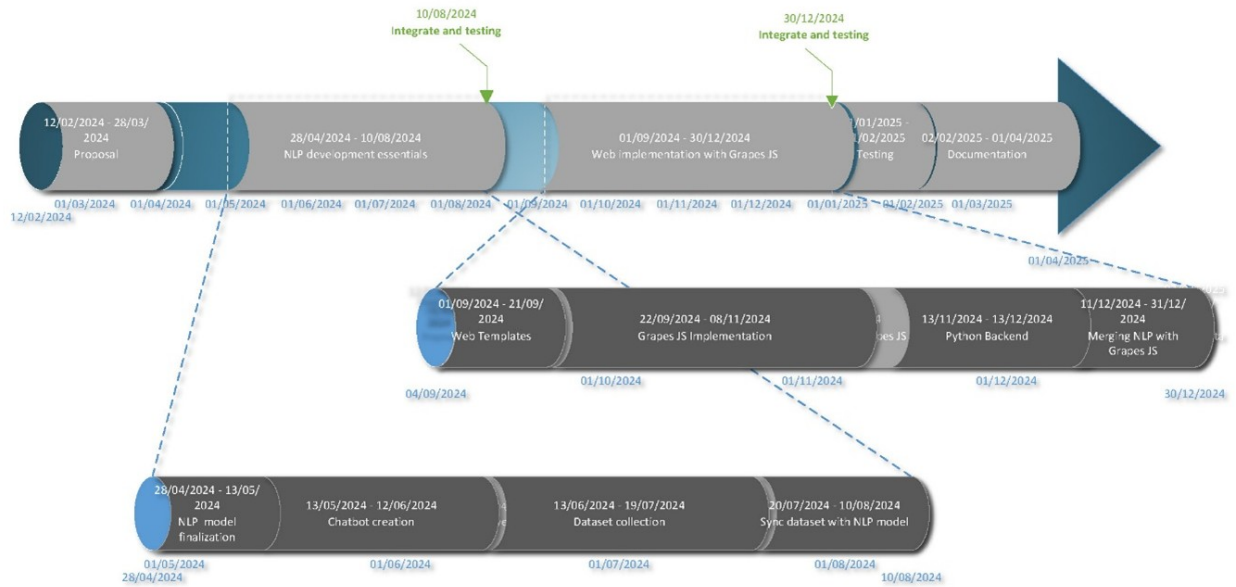 10/08/2024
Integrate and testing
30/12/2024
Integrate and testing
12/02/2024 - 28/03/
2024
Proposal
28/04/2024 - 10/08/2024
NLP development essentials
01/09/2024 - 30/12/2024
Web Implementation with Grapes JS
/01/2025 -
/02/2025
Testing
02/02/2025 - 01/04/2025
Documentation
12/02/2024
01/03/2024
01/04/2024
01/05/2024
01/06/2024
01/07/2024
01/08/2024
01/09/2024
01/10/2024
01/11/2024
01/12/2024
01/01/2025
01/02/2025
01/03/2025
01/04/2025
01/09/2024 - 21/09/
2024
Web Templates
22/09/2024 - 08/11/2024
Grapes JS Implementation
pes JS
13/11/2024 - 13/12/2024
Python Backend
11/12/2024 - 31/12/
2024
Merging NLP with
Grapes JS
04/09/2024
01/10/2024
01/11/2024
01/12/2024
30/12/2024
28/04/2024 - 13/05/
2024
NLP model
finalization
13/05/2024 - 12/06/2024
Chatbot creation
13/06/2024 - 19/07/2024
Dataset collection
20/07/2024 - 10/08/2024
Sync dataset with NLP model
01/05/2024
28/04/2024
01/06/2024
01/07/2024
01/08/2024
10/08/2024